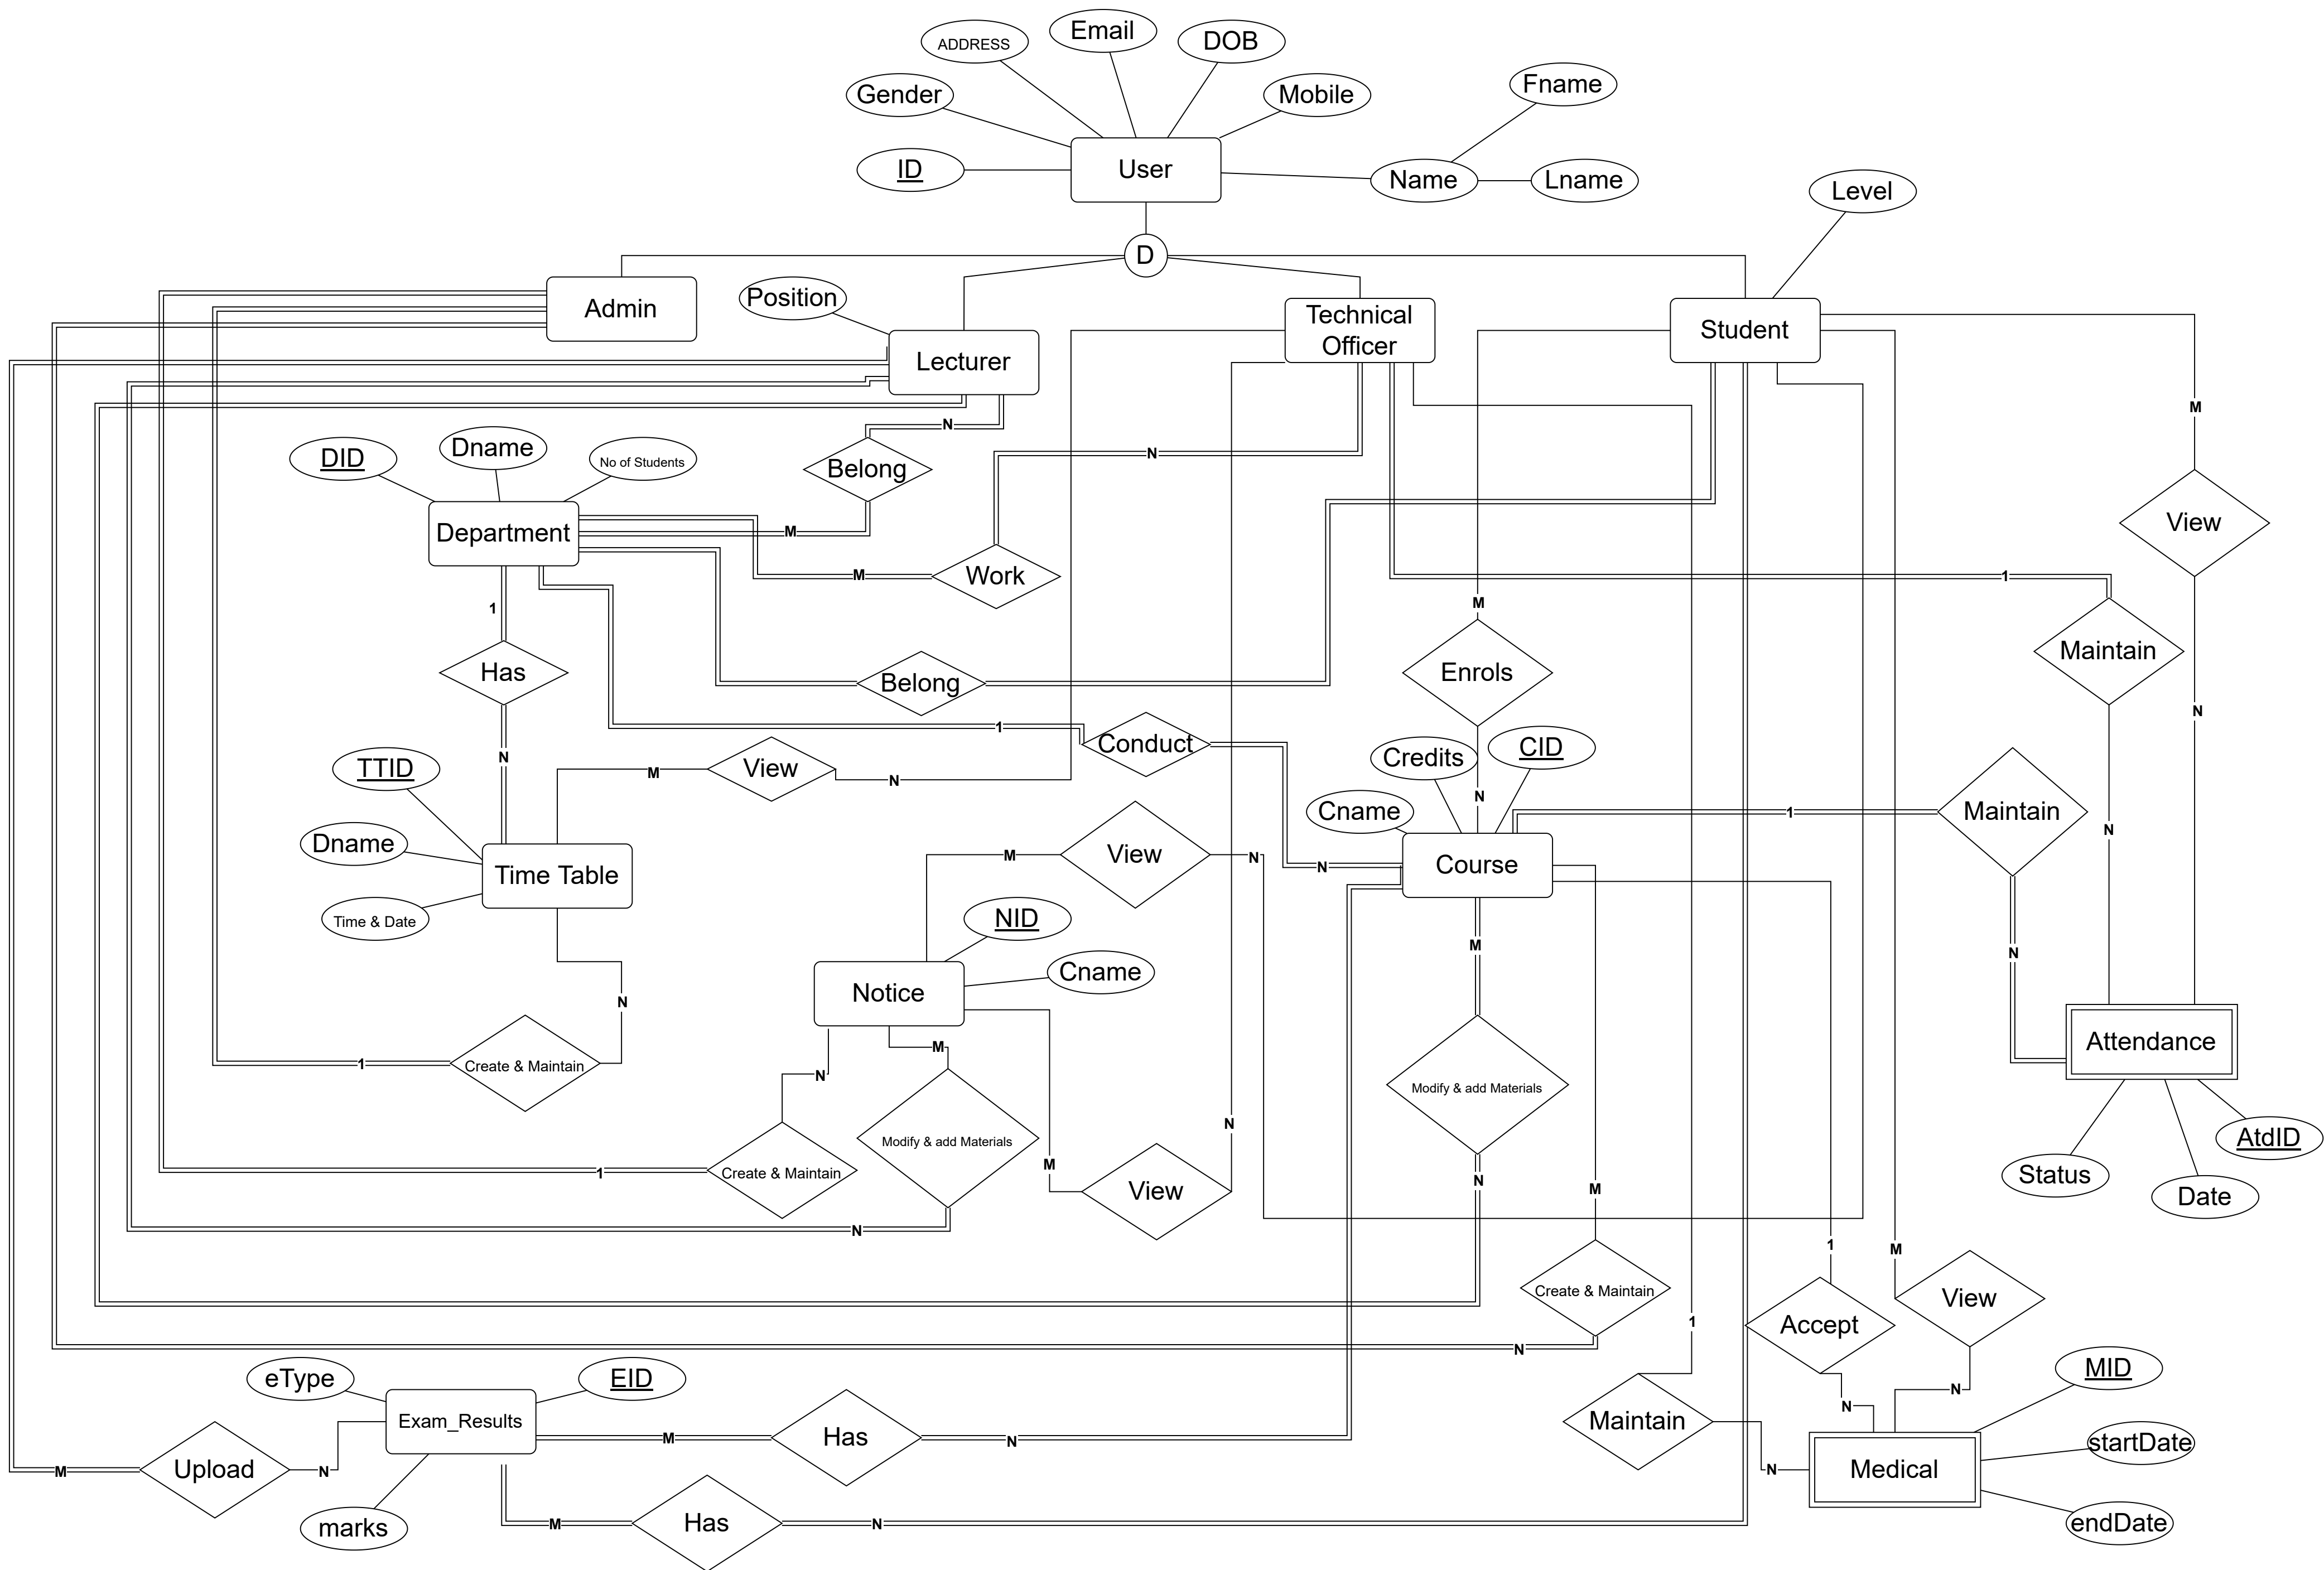 Email
ADDRESS
DOB
Fname
Gender
Mobile
ID
User
Name
Lname
Level
D
Admin
Position
Technical
Officer
Student
Lecturer
M
N
Dname
DID
No of Students
N
Belong
Department
M
View
M
Work
1
1
M
Maintain
Has
Belong
Enrols
N
1
Conduct
N
Credits
CID
TTID
M
View
N
N
Cname
1
Maintain
N
Dname
Time Table
M
View
N
N
Course
Time & Date
NID
M
N
Cname
Notice
N
Attendance
M
N
1
Create & Maintain
Modify & add Materials
N
AtdID
Modify & add Materials
M
1
Create & Maintain
Status
N
M
View
Date
N
1
M
Create & Maintain
View
1
Accept
N
eType
EID
MID
N
N
Exam_Results
M
Has
N
Maintain
startDate
M
Upload
N
N
Medical
marks
M
Has
N
endDate